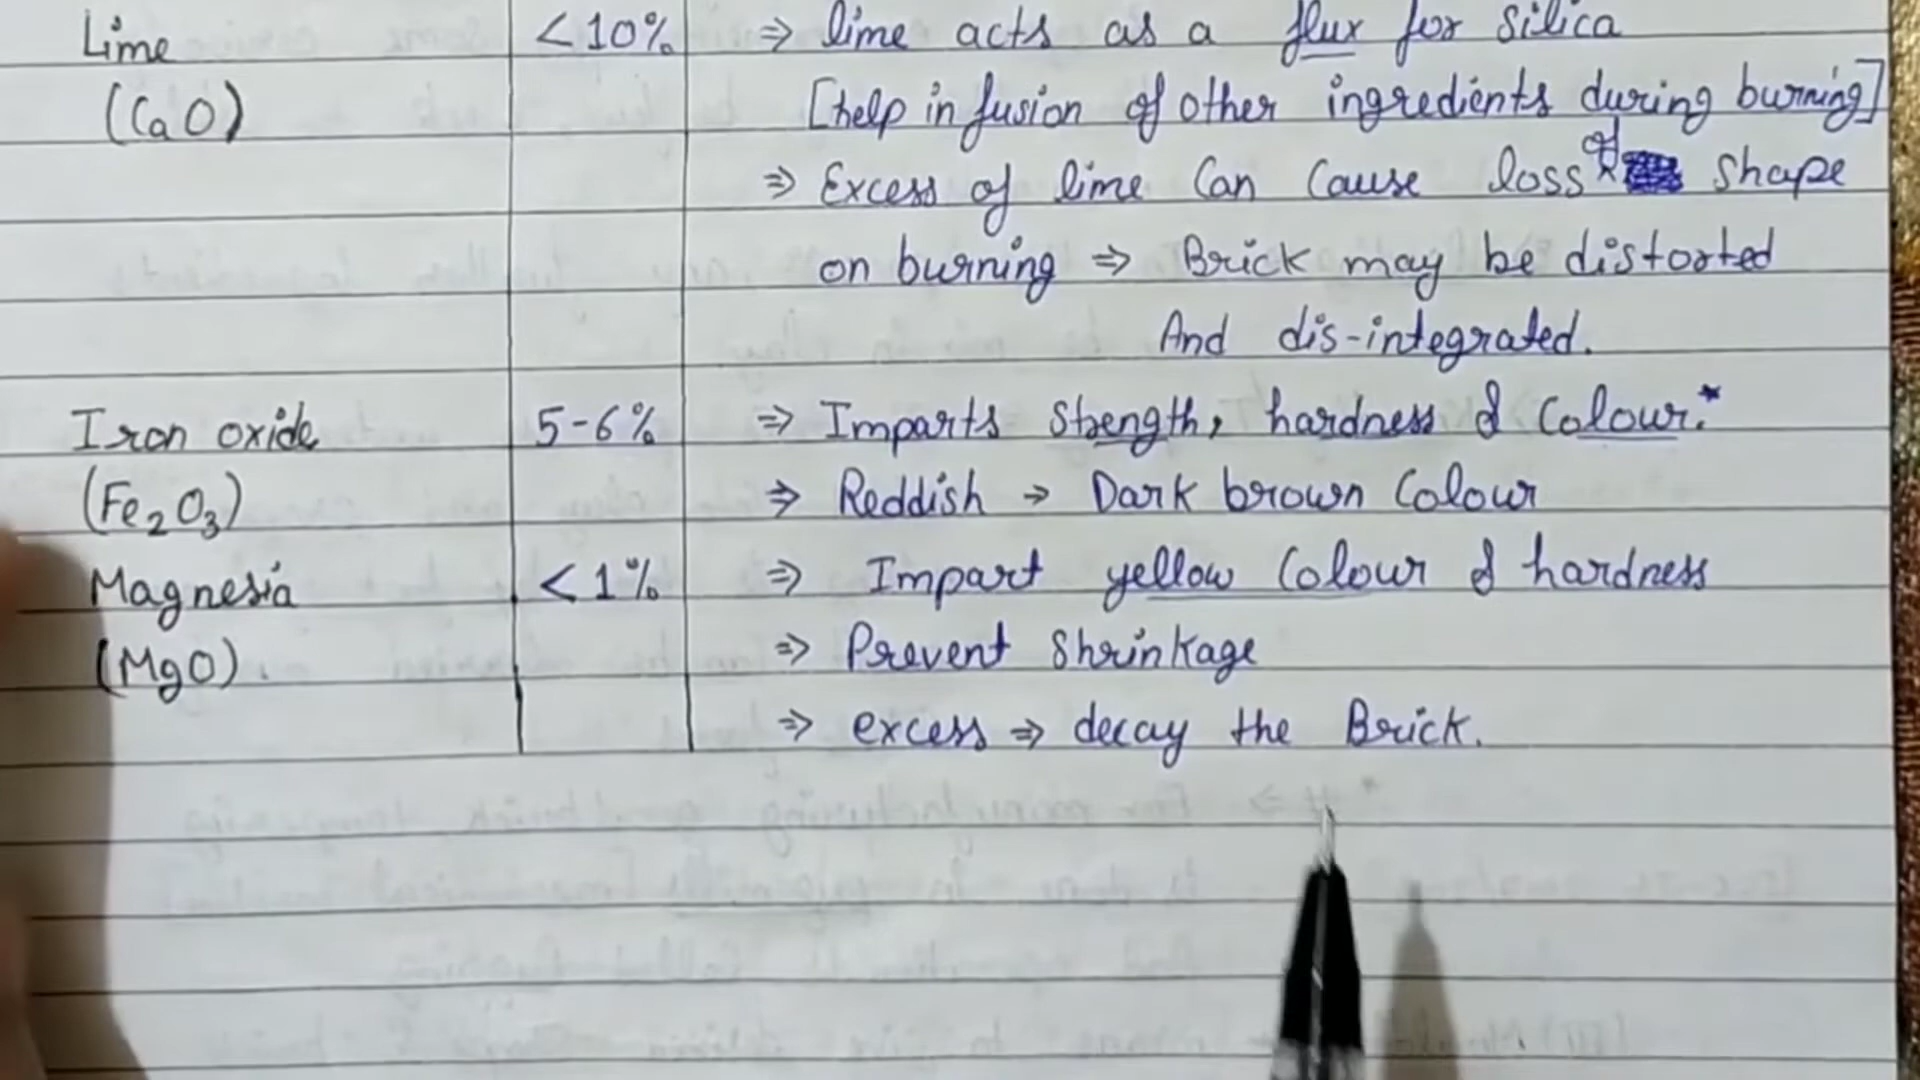 Lime <10% ⇒ lime acts as a flux for silica
(CaO) [help in fusion of other ingredients during burning]
⇒ Excess of lime Can Cause loss of shape
on burning ⇒ Brick may be distorted
And dis-integrated.
Iron oxide 5-6% ⇒ Imparts Strength, hardness & Colour.*
(Fe₂O₃) ⇒ Reddish → Dark brown Colour
Magnesia <1% ⇒ Impart yellow Colour & hardness
(MgO). ⇒ Prevent Shrinkage
⇒ excess ⇒ decay the Brick.